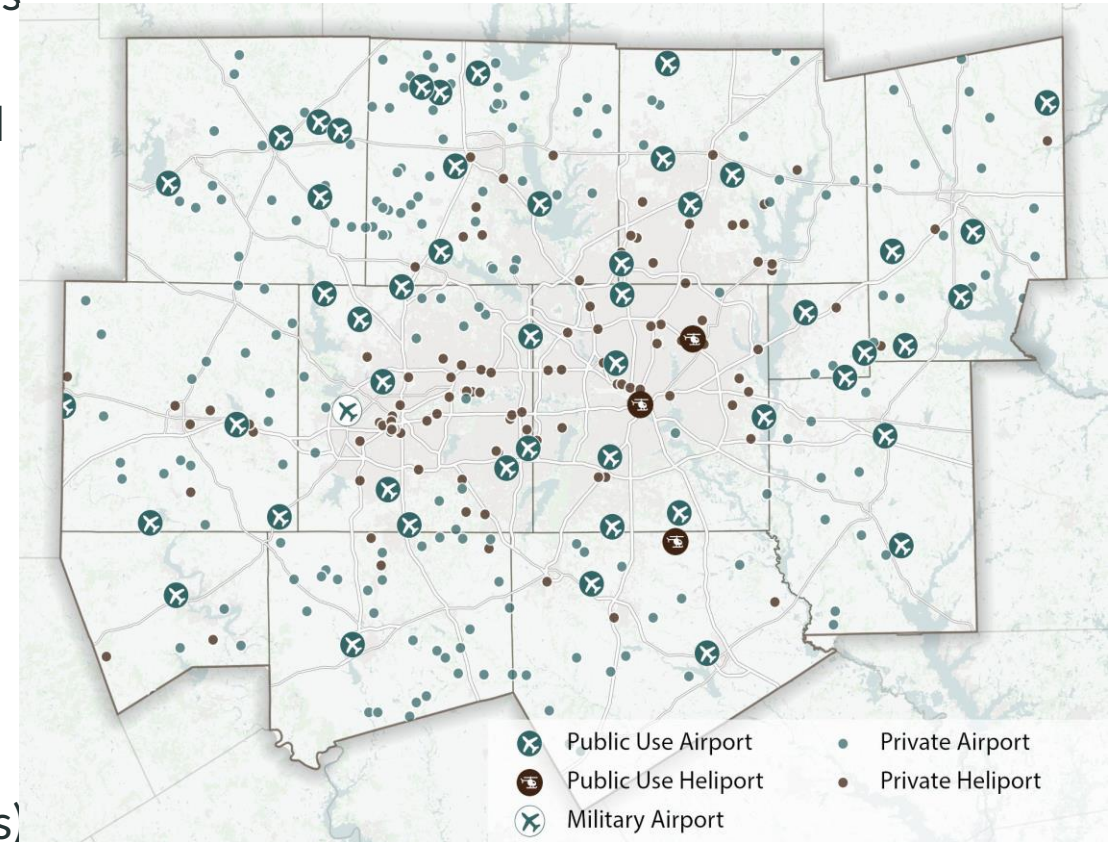 s
s)
Public Use Airport
Private Airport
Public Use Heliport
Private Heliport
Military Airport